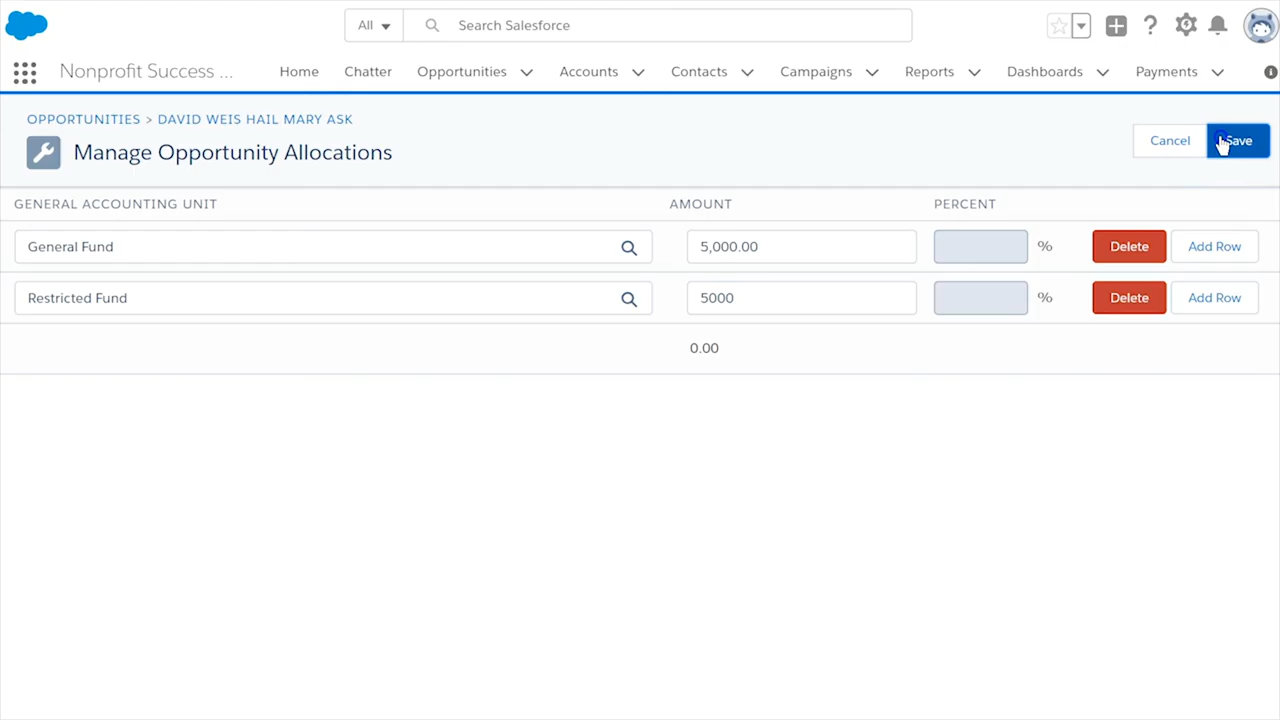 All
Search Salesforce
Nonprofit Success ...
Home
Chatter
Opportunities
Accounts
Contacts
Campaigns
Reports
Dashboards
Payments
OPPORTUNITIES > DAVID WEIS HAIL MARY ASK
Manage Opportunity Allocations
Cancel
Save
GENERAL ACCOUNTING UNIT
AMOUNT
PERCENT
General Fund
5,000.00
%
Delete
Add Row
Restricted Fund
5000
%
Delete
Add Row
0.00